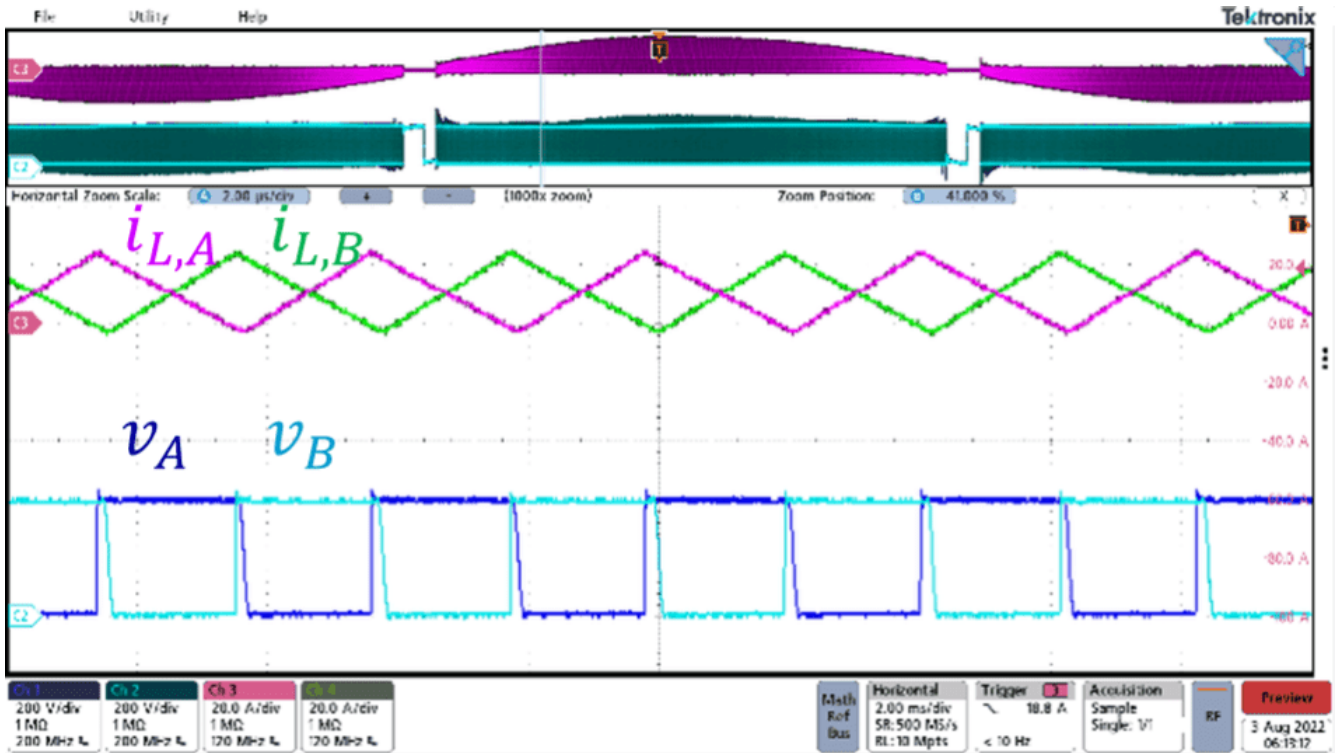 File Utility Help Tektronix
C3
T
C2
Horizontal Zoom Scale: 2.00 µs/div + - (1000x zoom) Zoom Position: 41.000 % X
i_{L,A} i_{L,B}
20.0 A
C3
0.00 A
-20.0 A
-40.0 A
v_A v_B
-80.0 A
C2
Ch 1 Ch 2 Ch 3 Ch 4
200 V/div 200 V/div 20.0 A/div 20.0 A/div
1 MΩ 1 MΩ 1 MΩ 1 MΩ
200 MHz 200 MHz 120 MHz 120 MHz
Math
Ref
Bus
Horizontal
2.00 ms/div
SR: 500 MS/s
RL: 10 Mpts
Trigger 3
18.8 A
< 10 Hz
Acquisition
Sample
Single: 1/1
RF
Preview
3 Aug 2022
06:13:12